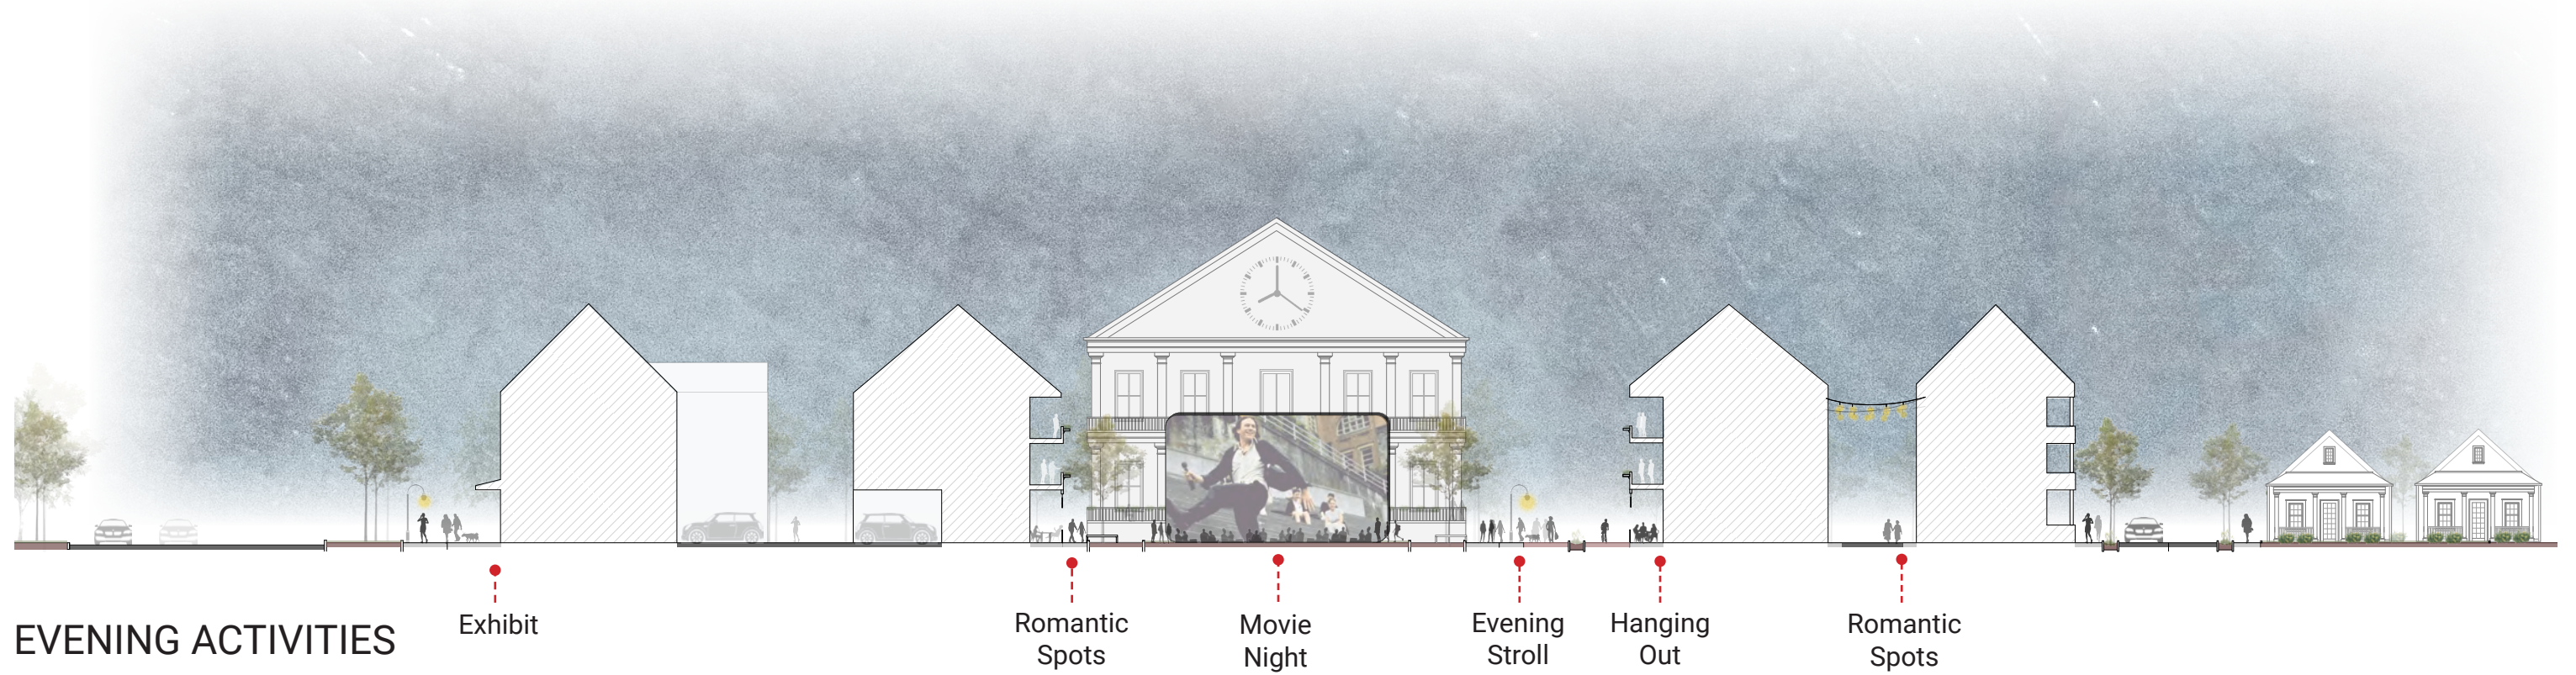 Exhibit
Romantic
Spots
Movie
Night
Evening
Stroll
Hanging
Out
Romantic
Spots
EVENING ACTIVITIES